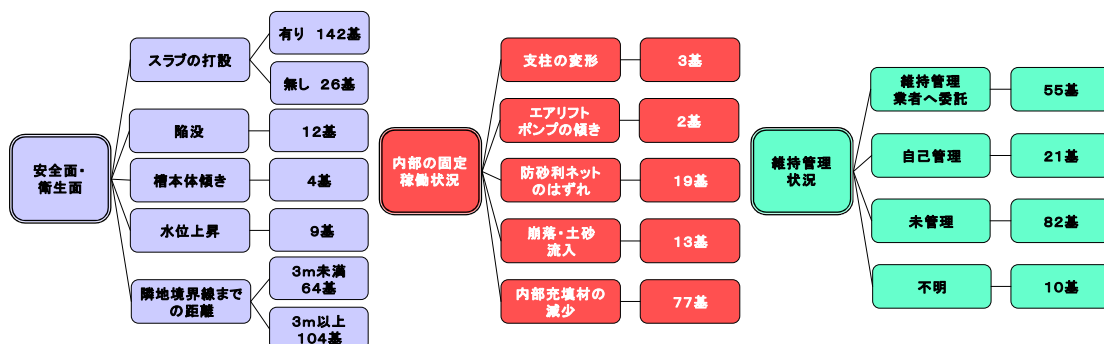 安全面・
衛生面
スラブの打設
有り 142基
無し 26基
陥没
12基
槽本体傾き
4基
水位上昇
9基
隣地境界線まで
の距離
3m未満
64基
3m以上
104基
内部の固定
稼働状況
支柱の変形
3基
エアリフト
ポンプの傾き
2基
防砂利ネット
のはずれ
19基
崩落・土砂
流入
13基
内部充填材の
減少
77基
維持管理
状況
維持管理
業者へ委託
55基
自己管理
21基
未管理
82基
不明
10基